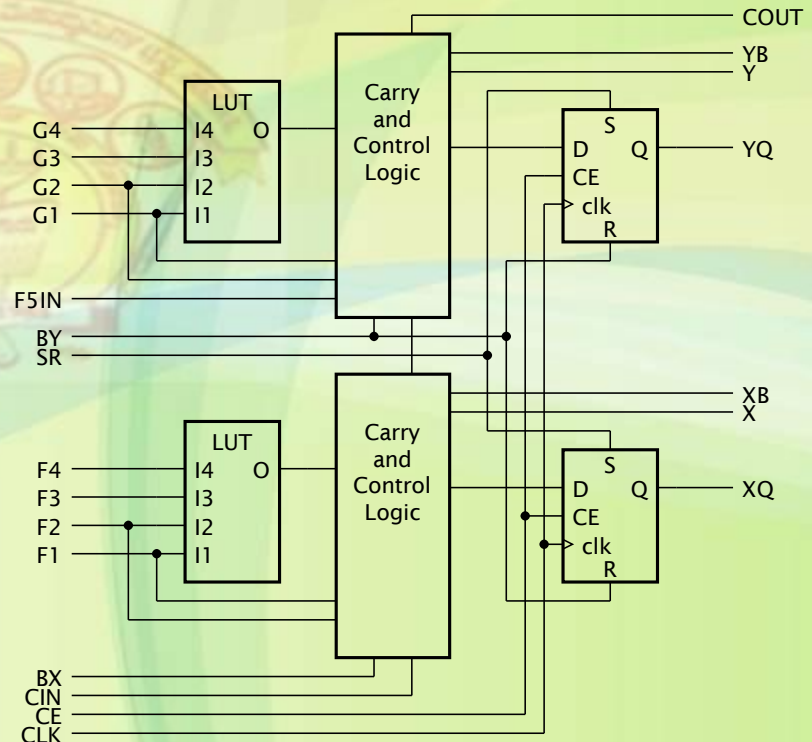 COUT
YB
Y
LUT
Carry
and
Control
Logic
S
G4
I4
O
D
Q
YQ
G3
I3
CE
G2
I2
clk
G1
I1
R
F5IN
BY
SR
XB
X
LUT
Carry
and
Control
Logic
S
F4
I4
O
D
Q
XQ
F3
I3
CE
F2
I2
clk
F1
I1
R
BX
CIN
CE
CLK